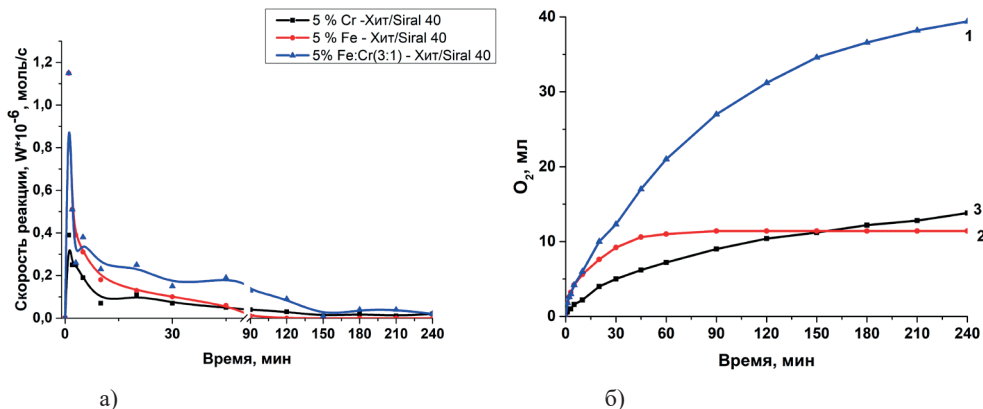 5 % Cr -Хит/Siral 40
5 % Fe - Хит/Siral 40
5% Fe:Cr(3:1) - Хит/Siral 40
Скорость реакции, W*10⁻⁶, моль/с
1,2
1,0
0,8
0,6
0,4
0,2
0,0
0 30 90 120 150 180 210 240
Время, мин
а)
O₂, мл
40
30
20
10
0
0 30 60 90 120 150 180 210 240
1
3
2
Время, мин
б)